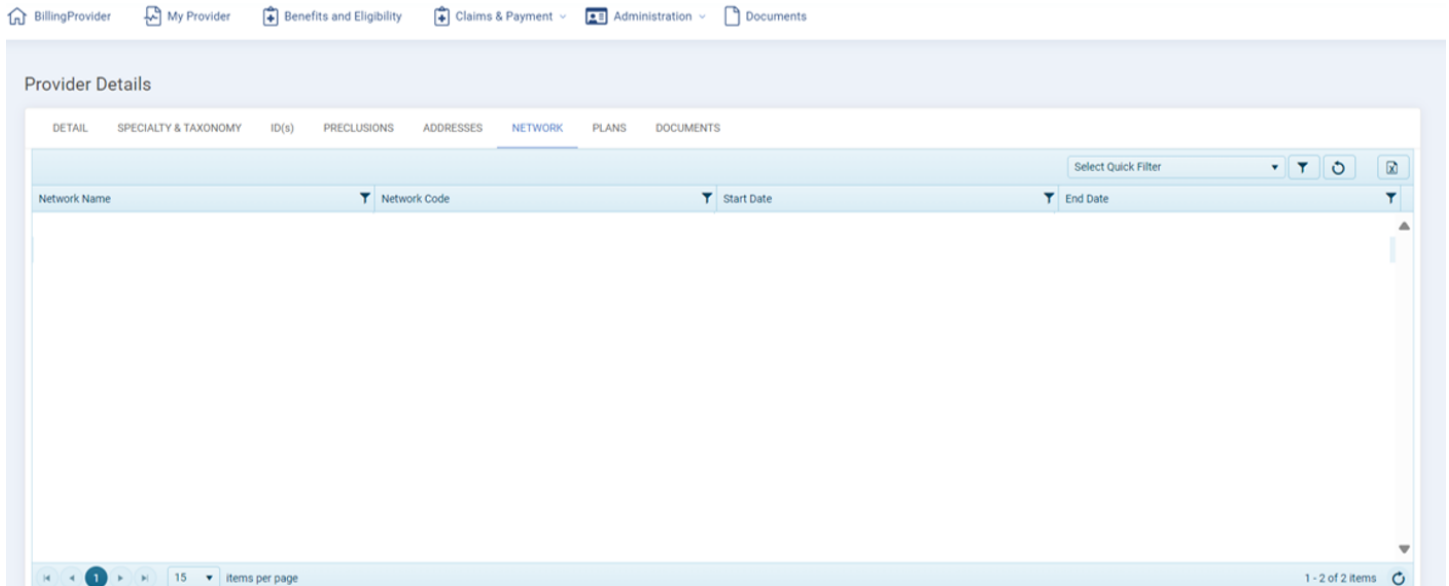 BillingProvider My Provider Benefits and Eligibility Claims & Payment Administration Documents
Provider Details
DETAIL SPECIALTY & TAXONOMY ID(s) PRECLUSIONS ADDRESSES NETWORK PLANS DOCUMENTS
Select Quick Filter
Network Name Network Code Start Date End Date
1 15 items per page 1 - 2 of 2 items